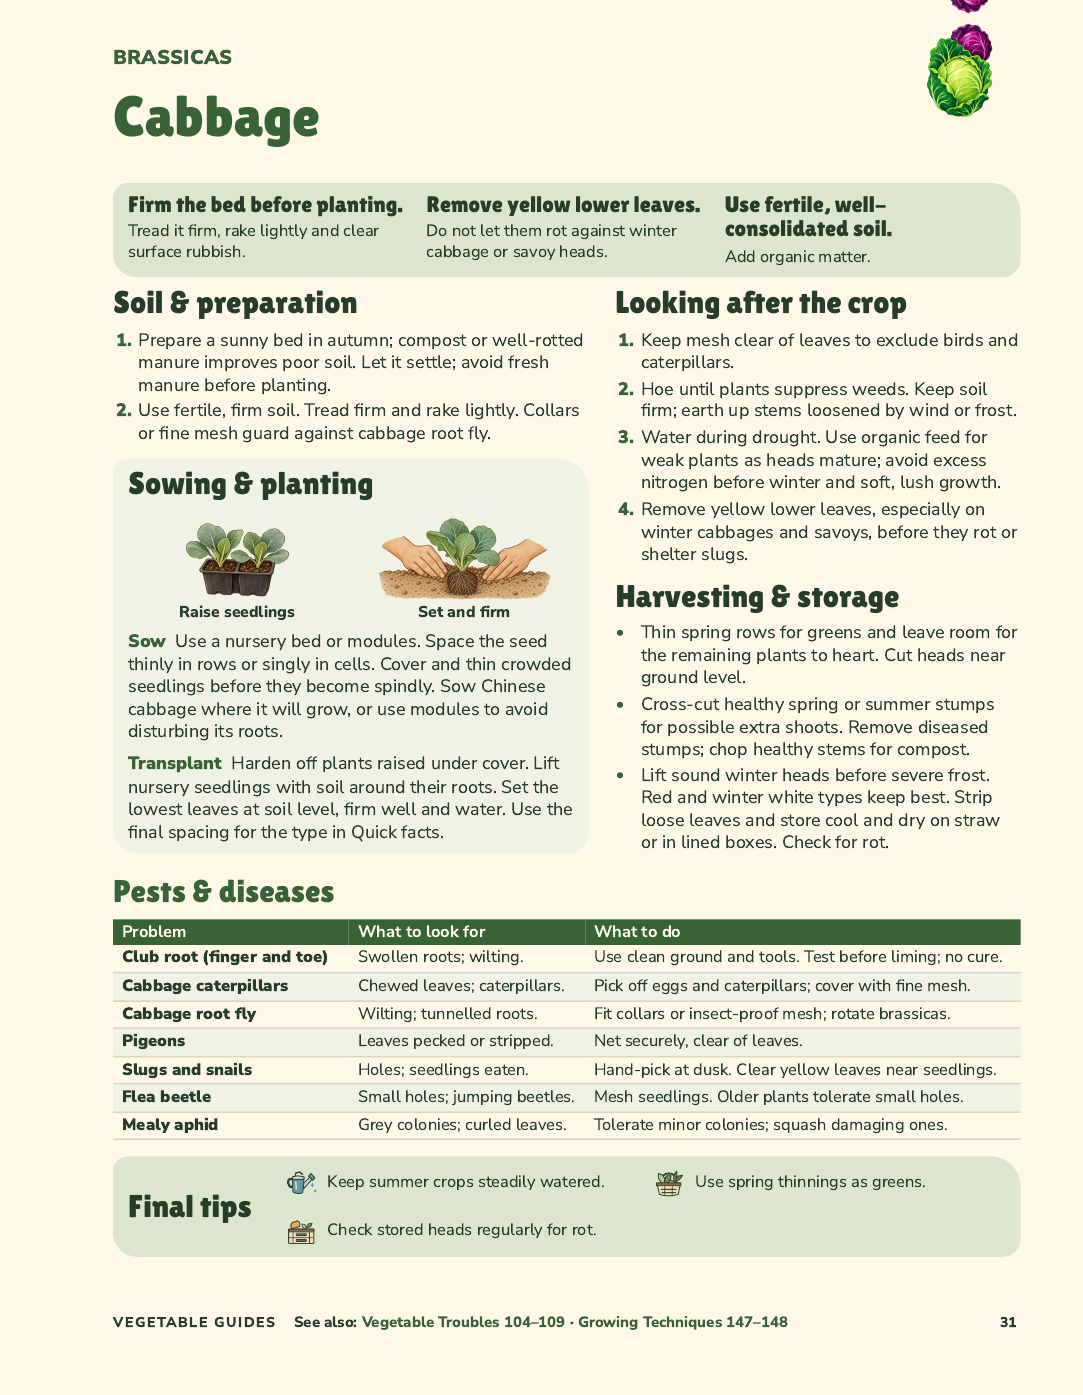 BRASSICAS
Cabbage
Firm the bed before planting.
Tread it firm, rake lightly and clear
surface rubbish.
Remove yellow lower leaves.
Do not let them rot against winter
cabbage or savoy heads.
Use fertile, well-
consolidated soil.
Add organic matter.
Soil & preparation
1. Prepare a sunny bed in autumn; compost or well-rotted
manure improves poor soil. Let it settle; avoid fresh
manure before planting.
2. Use fertile, firm soil. Tread firm and rake lightly. Collars
or fine mesh guard against cabbage root fly.
Sowing & planting
Raise seedlings
Set and firm
Sow Use a nursery bed or modules. Space the seed
thinly in rows or singly in cells. Cover and thin crowded
seedlings before they become spindly. Sow Chinese
cabbage where it will grow, or use modules to avoid
disturbing its roots.
Transplant Harden off plants raised under cover. Lift
nursery seedlings with soil around their roots. Set the
lowest leaves at soil level, firm well and water. Use the
final spacing for the type in Quick facts.
Looking after the crop
1. Keep mesh clear of leaves to exclude birds and
caterpillars.
2. Hoe until plants suppress weeds. Keep soil
firm; earth up stems loosened by wind or frost.
3. Water during drought. Use organic feed for
weak plants as heads mature; avoid excess
nitrogen before winter and soft, lush growth.
4. Remove yellow lower leaves, especially on
winter cabbages and savoys, before they rot or
shelter slugs.
Harvesting & storage
• Thin spring rows for greens and leave room for
the remaining plants to heart. Cut heads near
ground level.
• Cross-cut healthy spring or summer stumps
for possible extra shoots. Remove diseased
stumps; chop healthy stems for compost.
• Lift sound winter heads before severe frost.
Red and winter white types keep best. Strip
loose leaves and store cool and dry on straw
or in lined boxes. Check for rot.
Pests & diseases
Problem What to look for What to do
Club root (finger and toe) Swollen roots; wilting. Use clean ground and tools. Test before liming; no cure.
Cabbage caterpillars Chewed leaves; caterpillars. Pick off eggs and caterpillars; cover with fine mesh.
Cabbage root fly Wilting; tunnelled roots. Fit collars or insect-proof mesh; rotate brassicas.
Pigeons Leaves pecked or stripped. Net securely, clear of leaves.
Slugs and snails Holes; seedlings eaten. Hand-pick at dusk. Clear yellow leaves near seedlings.
Flea beetle Small holes; jumping beetles. Mesh seedlings. Older plants tolerate small holes.
Mealy aphid Grey colonies; curled leaves. Tolerate minor colonies; squash damaging ones.
Final tips
Keep summer crops steadily watered.
Use spring thinnings as greens.
Check stored heads regularly for rot.
VEGETABLE GUIDES See also: Vegetable Troubles 104–109 · Growing Techniques 147–148 31